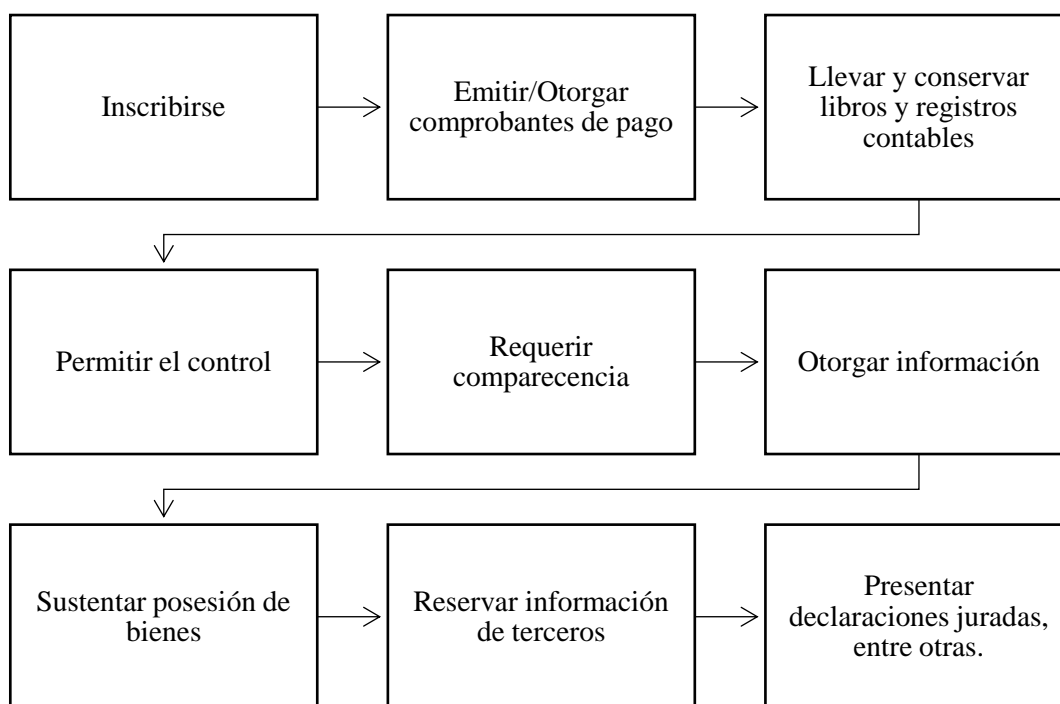 Inscribirse
Emitir/Otorgar
comprobantes de pago
Llevar y conservar
libros y registros
contables
Permitir el control
Requerir
comparecencia
Otorgar información
Sustentar posesión de
bienes
Reservar información
de terceros
Presentar
declaraciones juradas,
entre otras.